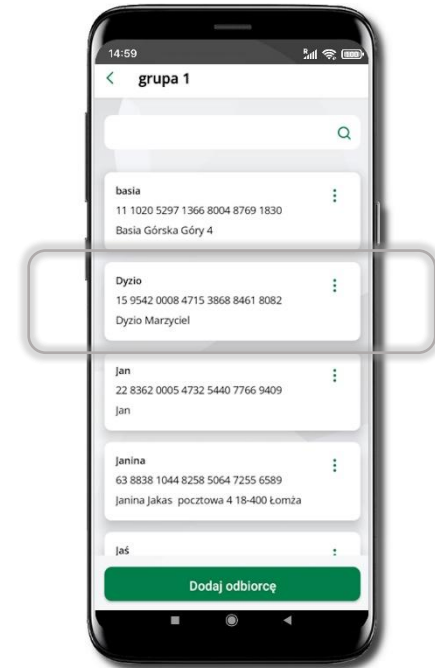 14:59
grupa 1
basia
11 1020 5297 1366 8004 8769 1830
Basia Górska Góry 4
Dyzio
15 9542 0008 4715 3868 8461 8082
Dyzio Marzyciel
Jan
22 8362 0005 4732 5440 7766 9409
Jan
Janina
63 8838 1044 8258 5064 7255 6589
Janina Jakas pocztowa 4 18-400 Łomża
Jaś
Dodaj odbiorcę